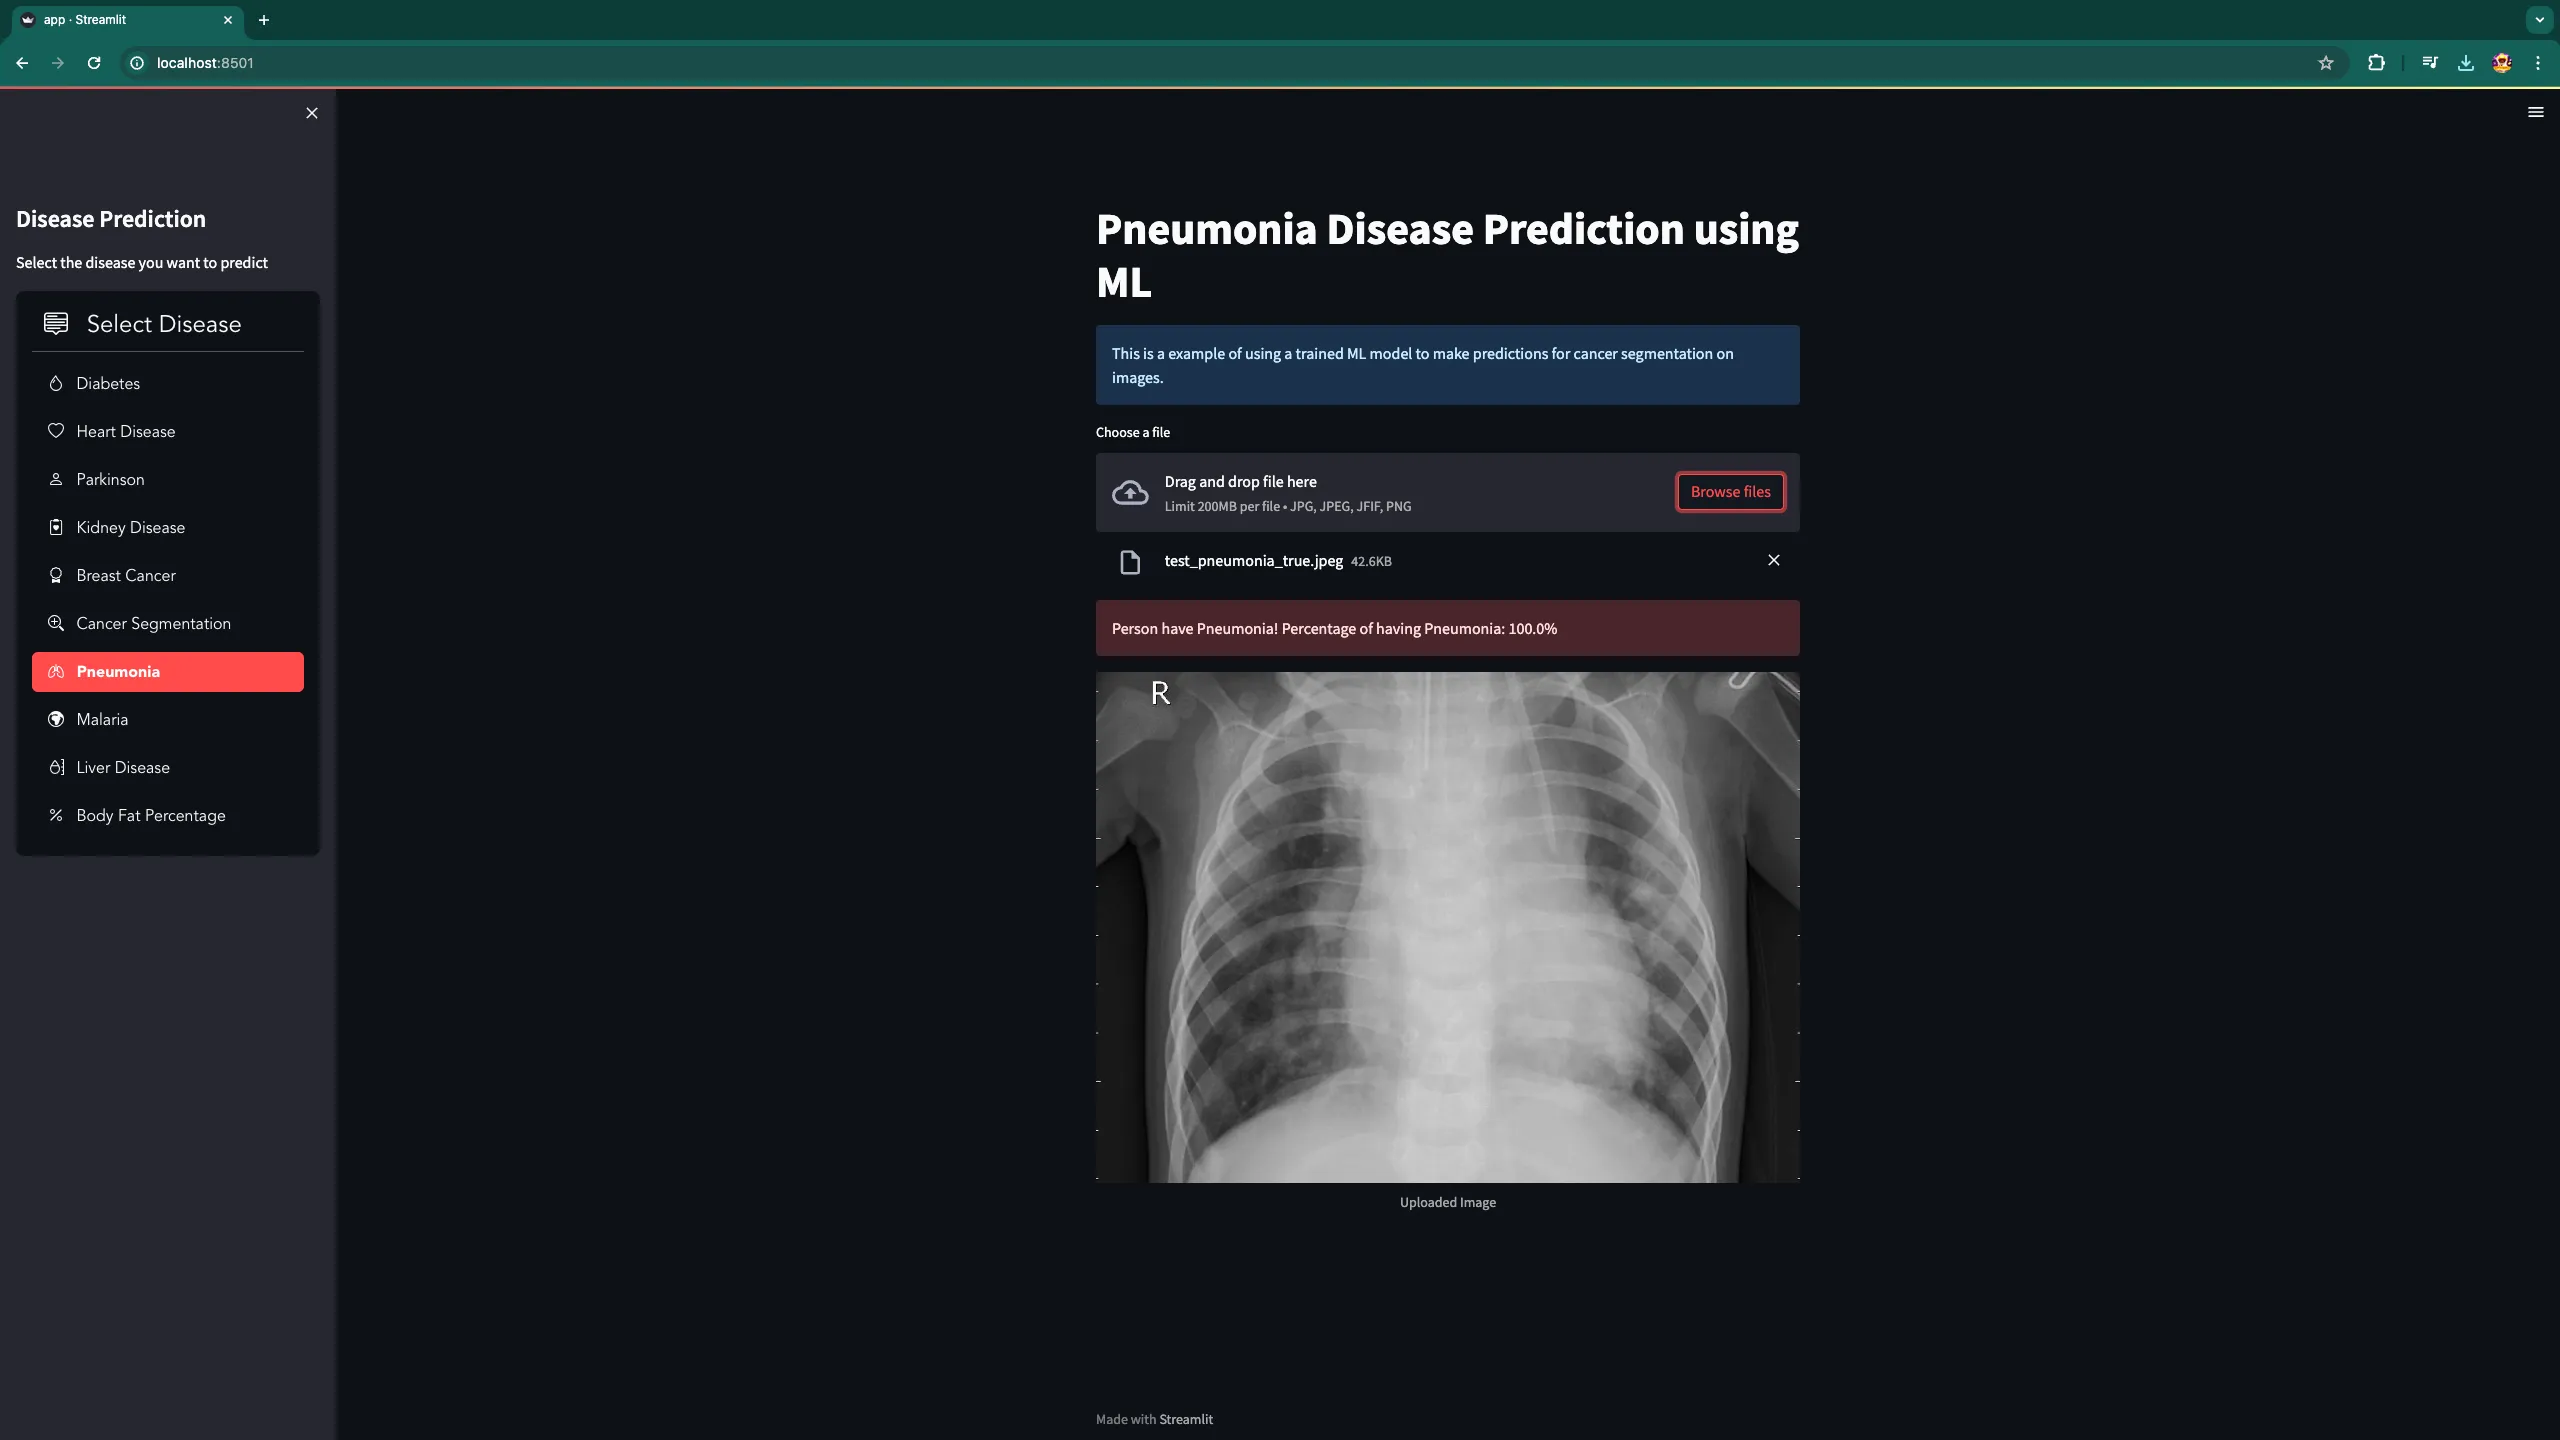 app · Streamlit
localhost:8501
Disease Prediction
Select the disease you want to predict
Select Disease
Diabetes
Heart Disease
Parkinson
Kidney Disease
Breast Cancer
Cancer Segmentation
Pneumonia
Malaria
Liver Disease
Body Fat Percentage
Pneumonia Disease Prediction using
ML
This is a example of using a trained ML model to make predictions for cancer segmentation on
images.
Choose a file
Drag and drop file here
Limit 200MB per file • JPG, JPEG, JFIF, PNG
Browse files
test_pneumonia_true.jpeg 42.6KB
Person have Pneumonia! Percentage of having Pneumonia: 100.0%
R
Uploaded Image
Made with Streamlit